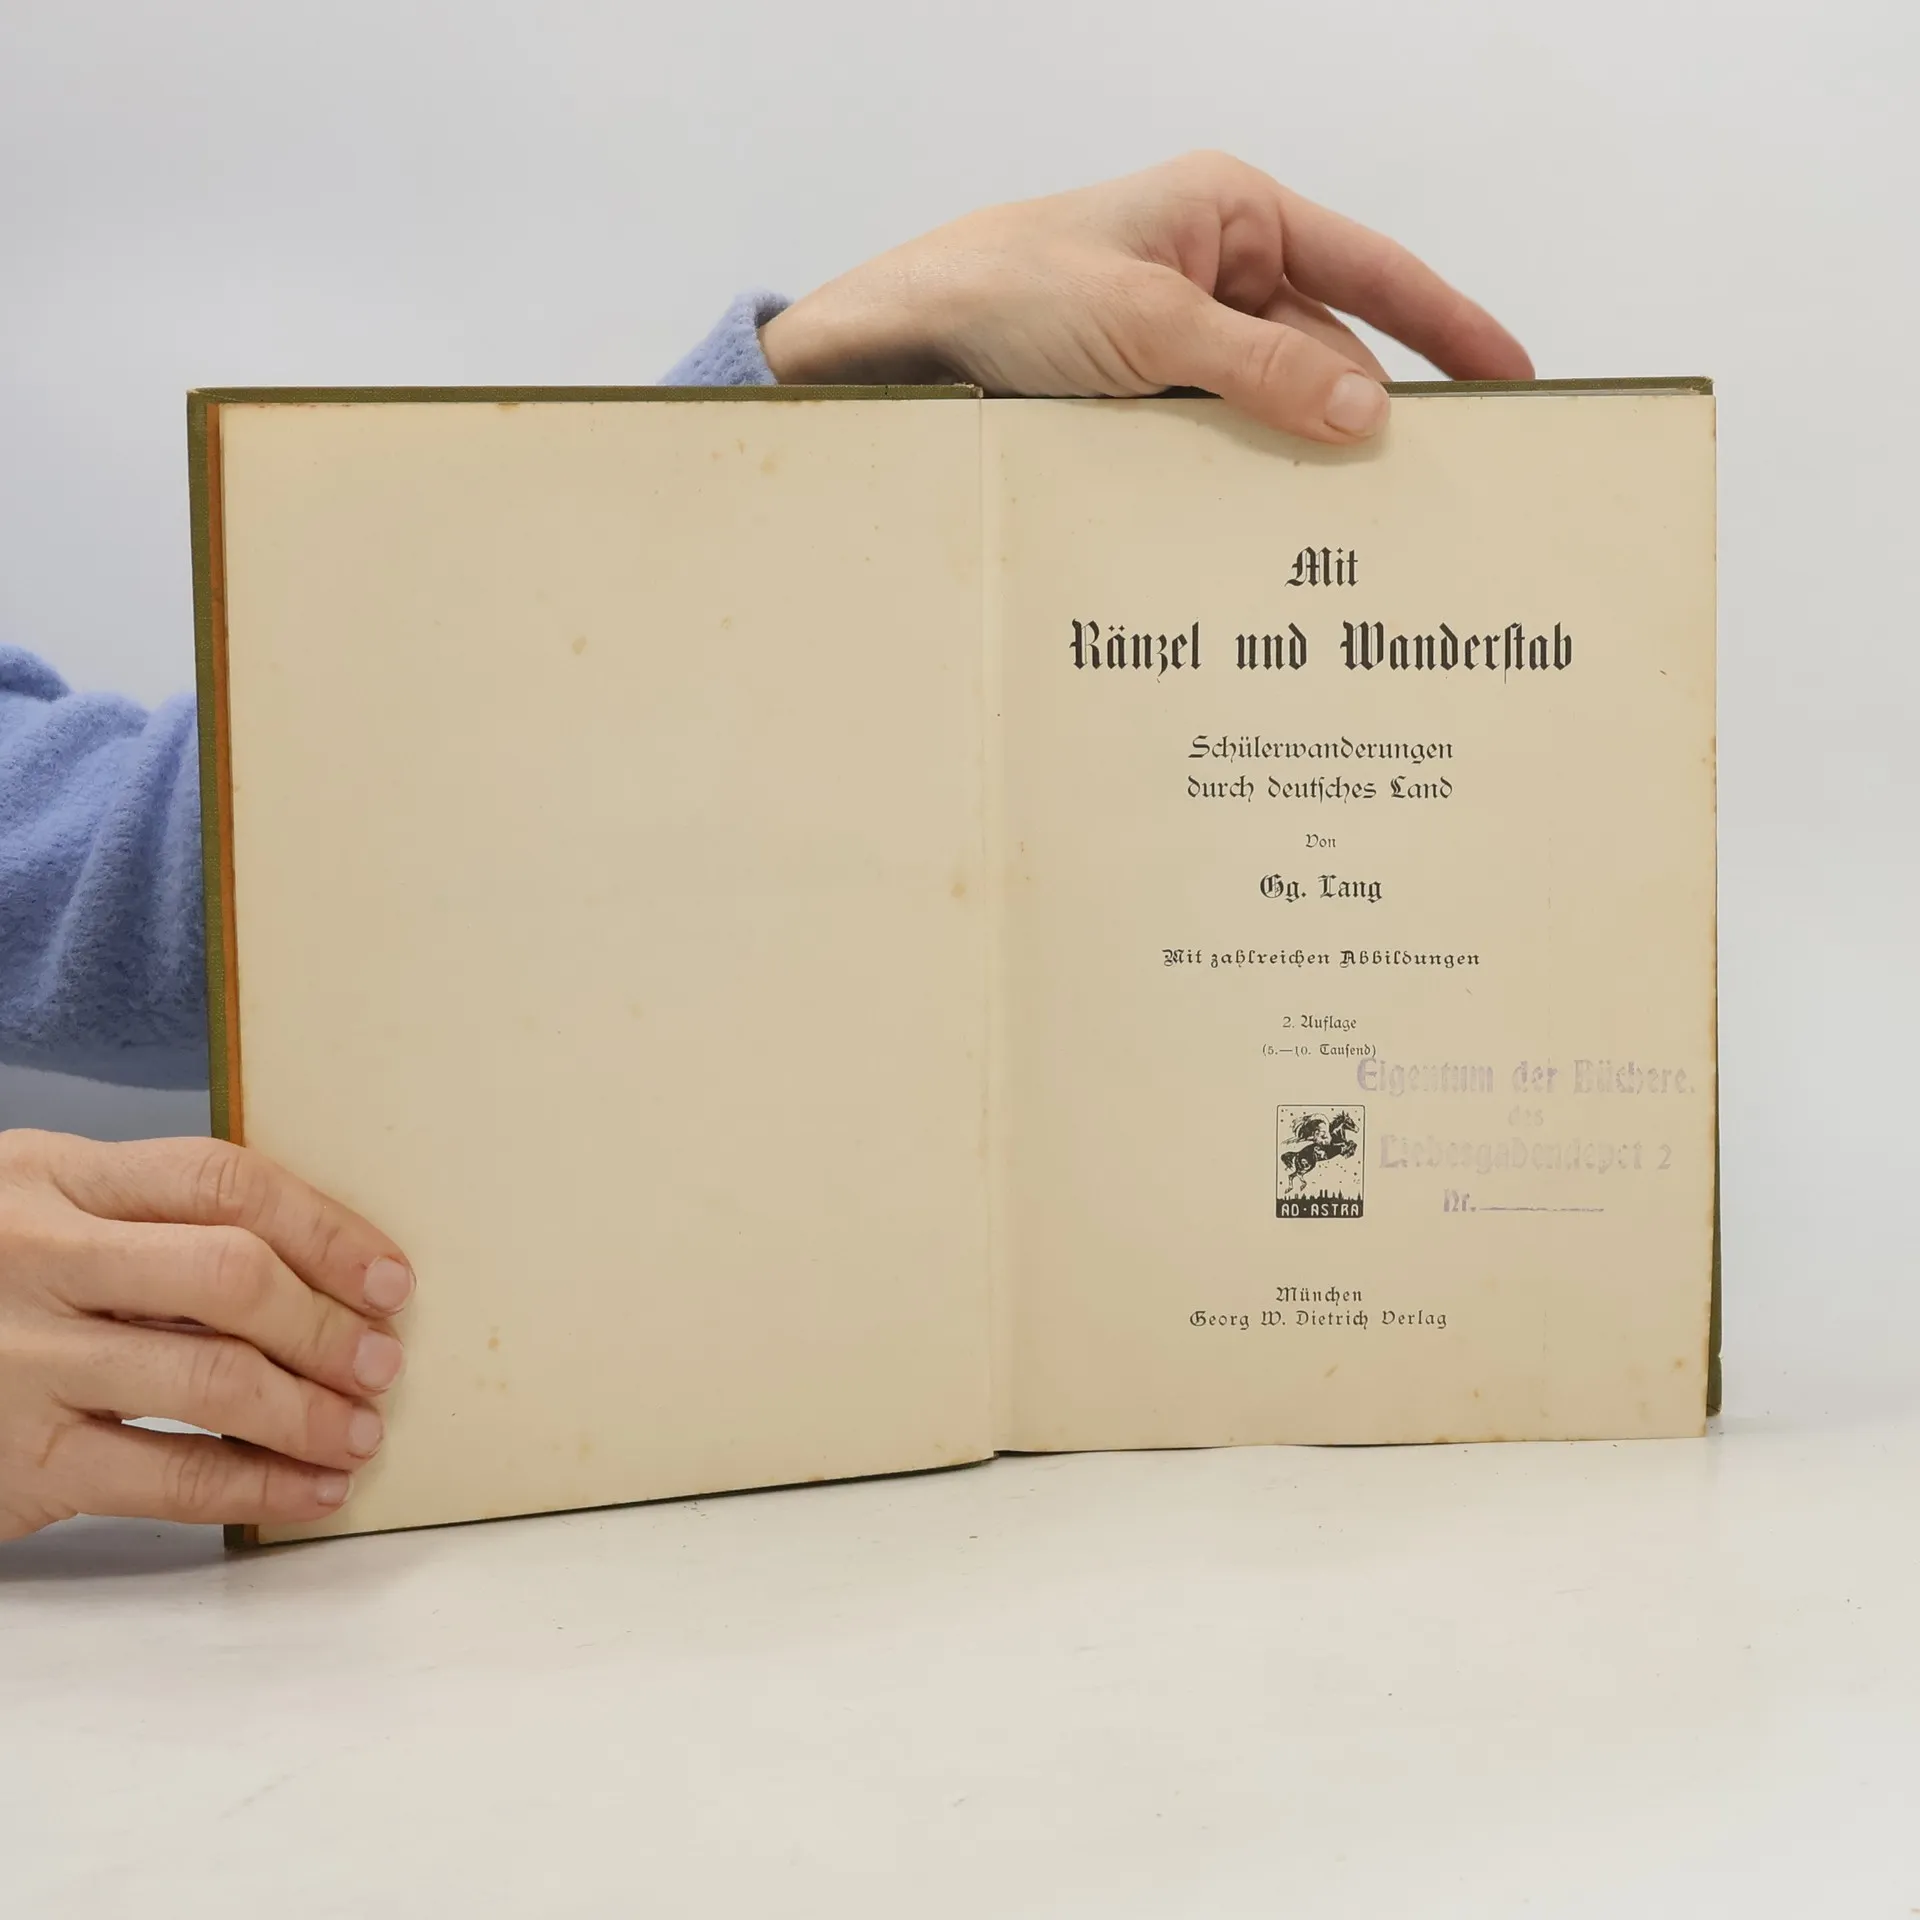 Mit
Ränzel und Wanderſtab
Schülerwanderungen
durch deutſches Land
Von
Gg. Lang
Mit zahlreichen Abbildungen
2. Auflage
(5.—10. Tauſend)
Eigentum der Bücherei
des
Liebesgabendepot 2
Nr.
AD·ASTRA
München
Georg W. Dietrich Verlag